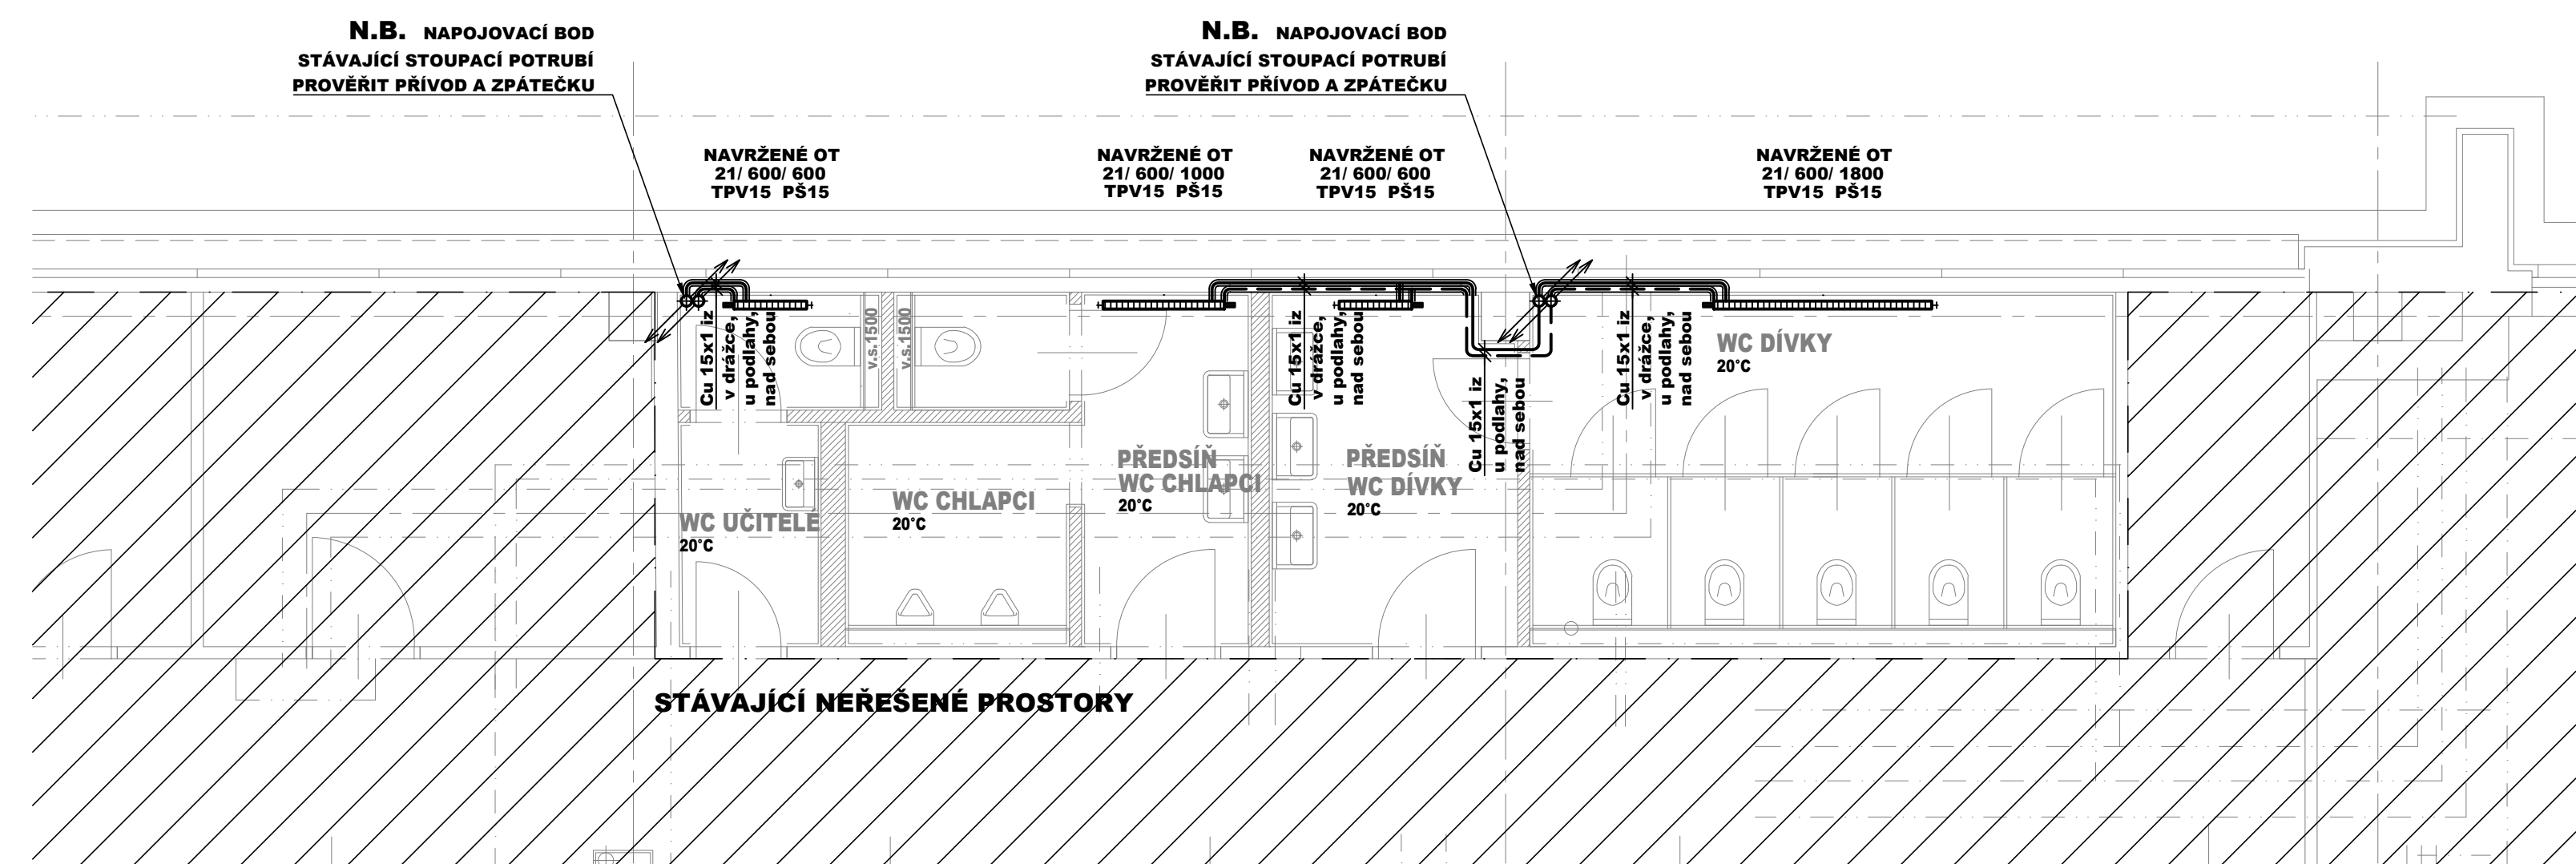 N.B. NAPOJOVACÍ BOD
STÁVAJÍCÍ STOUPACÍ POTRUBÍ
PROVĚŘIT PŘÍVOD A ZPÁTEČKU
N.B. NAPOJOVACÍ BOD
STÁVAJÍCÍ STOUPACÍ POTRUBÍ
PROVĚŘIT PŘÍVOD A ZPÁTEČKU
NAVRŽENÉ OT
21/ 600/ 600
TPV15 PŠ15
NAVRŽENÉ OT
21/ 600/ 1000
TPV15 PŠ15
NAVRŽENÉ OT
21/ 600/ 600
TPV15 PŠ15
NAVRŽENÉ OT
21/ 600/ 1800
TPV15 PŠ15
Cu 15x1 iz
v drážce,
u podlahy,
nad sebou
v.s.1500
v.s.1500
Cu 15x1 iz
v drážce,
u podlahy,
nad sebou
Cu 15x1 iz
u podlahy,
nad sebou
Cu 15x1 iz
v drážce,
u podlahy,
nad sebou
WC DÍVKY
20°C
WC UČITELÉ
20°C
WC CHLAPCI
20°C
PŘEDSÍŇ
WC CHLAPCI
20°C
PŘEDSÍŇ
WC DÍVKY
20°C
STÁVAJÍCÍ NEŘEŠENÉ PROSTORY